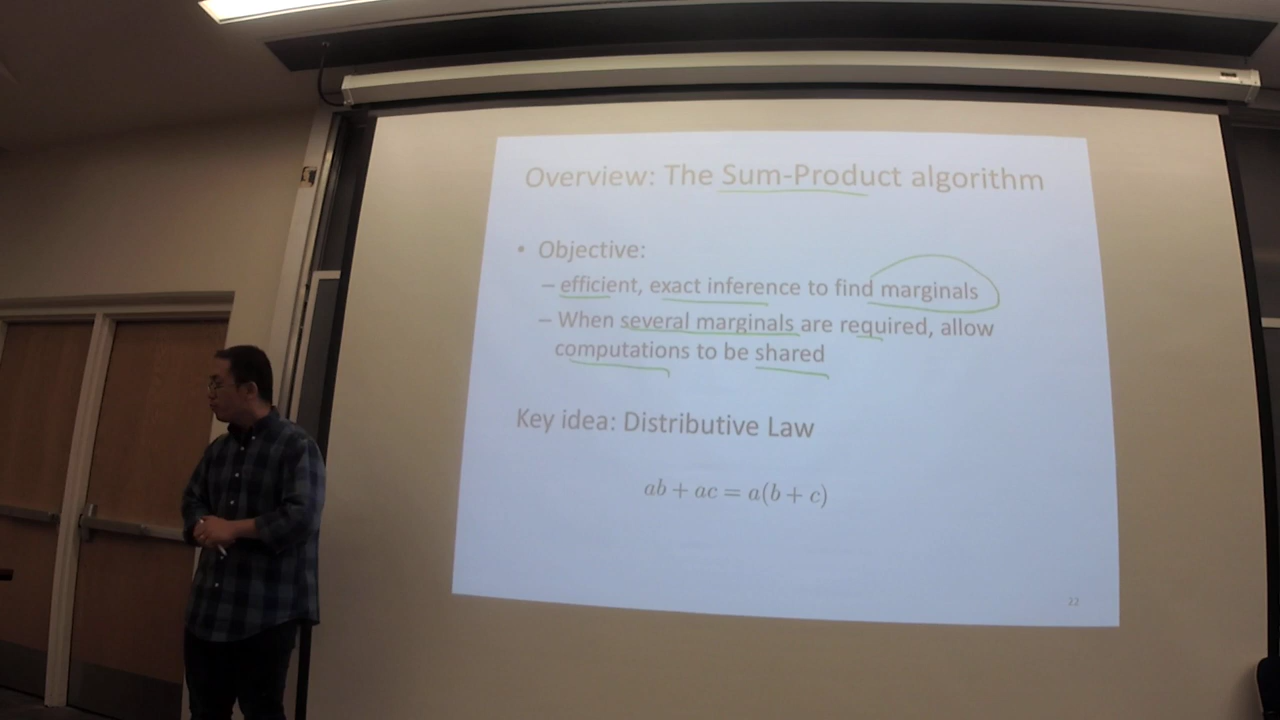 Overview: The Sum-Product algorithm
• Objective:
– efficient, exact inference to find marginals
– When several marginals are required, allow
computations to be shared
Key idea: Distributive Law
ab + ac = a(b + c)
22